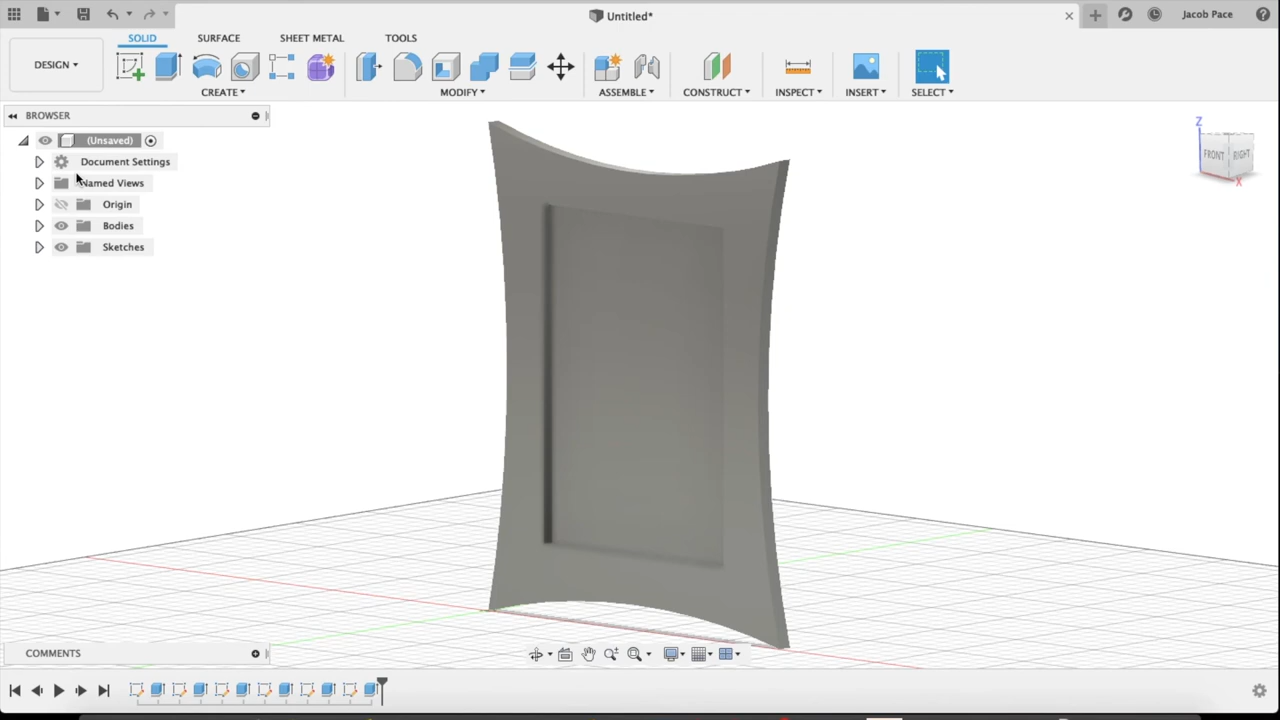 Untitled*
Jacob Pace
DESIGN
SOLID
SURFACE
SHEET METAL
TOOLS
CREATE
MODIFY
ASSEMBLE
CONSTRUCT
INSPECT
INSERT
SELECT
BROWSER
(Unsaved)
Document Settings
Named Views
Origin
Bodies
Sketches
Z
FRONT
RIGHT
X
COMMENTS